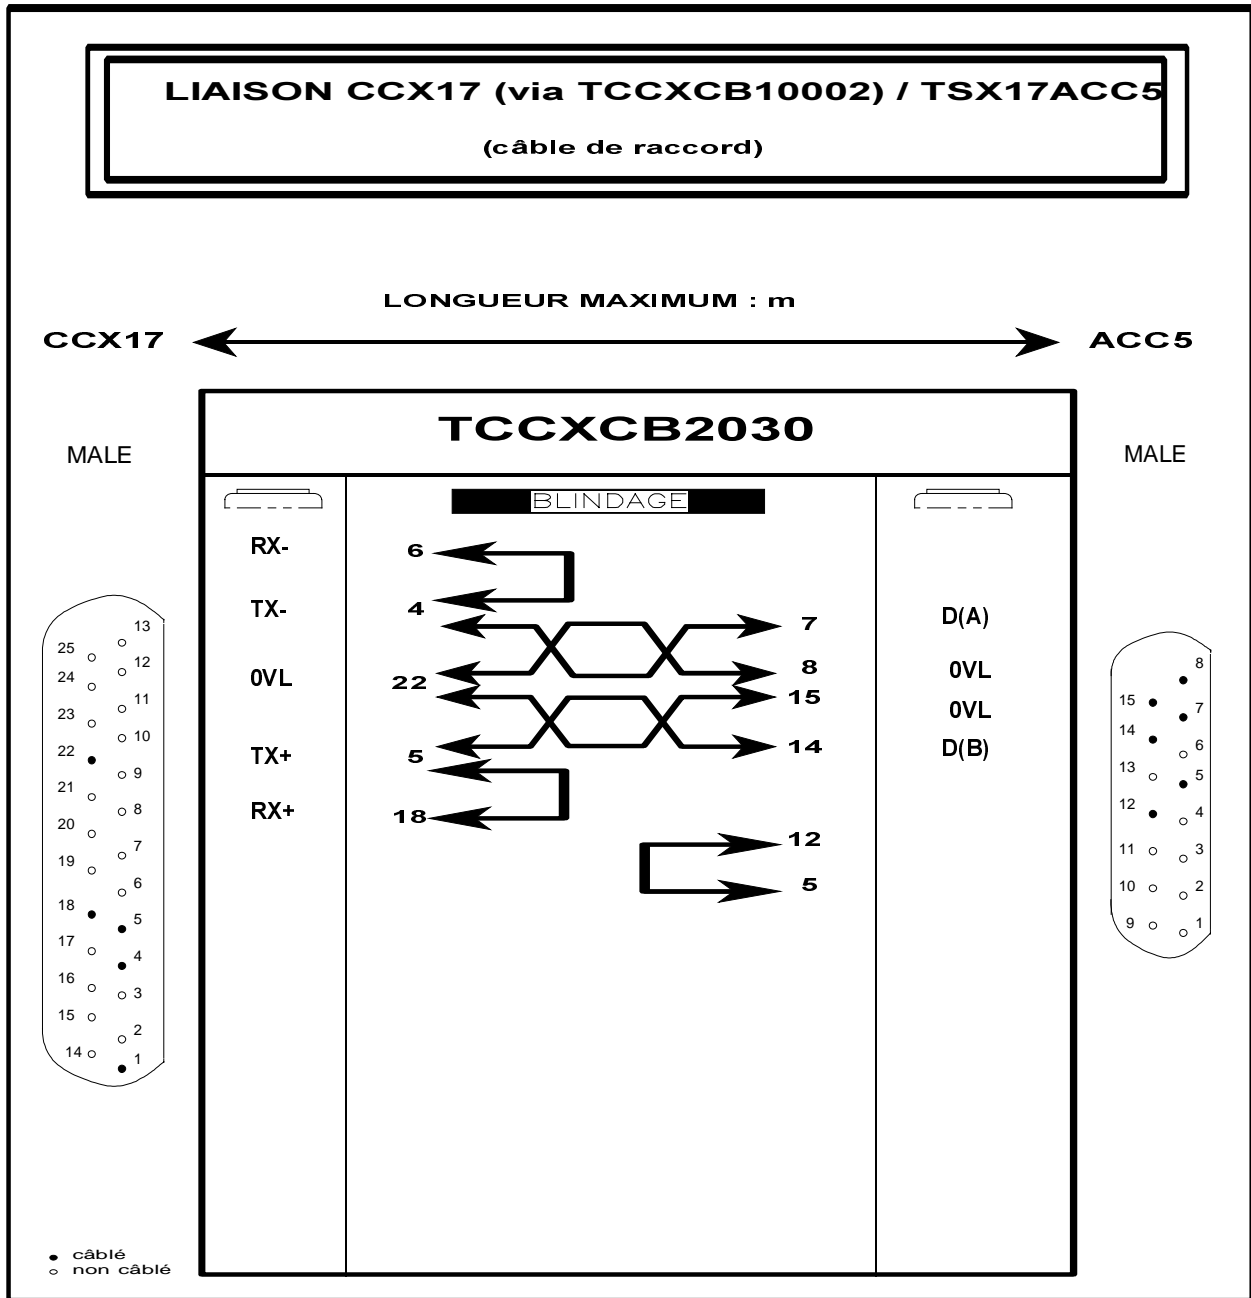 LIAISON CCX17 (via TCCXCB10002) / TSX17ACC5
(câble de raccord)
LONGUEUR MAXIMUM : m
CCX17
ACC5
TCCXCB2030
MALE
MALE
BLINDAGE
RX-
6
TX-
4
7
D(A)
0VL
22
8
0VL
15
0VL
TX+
5
14
D(B)
RX+
18
12
5
13
25
12
24
11
23
10
22
9
21
8
20
7
19
6
18
5
17
4
16
3
15
2
14
1
8
15
7
14
6
13
5
12
4
11
3
10
2
9
1
câblé
non câblé